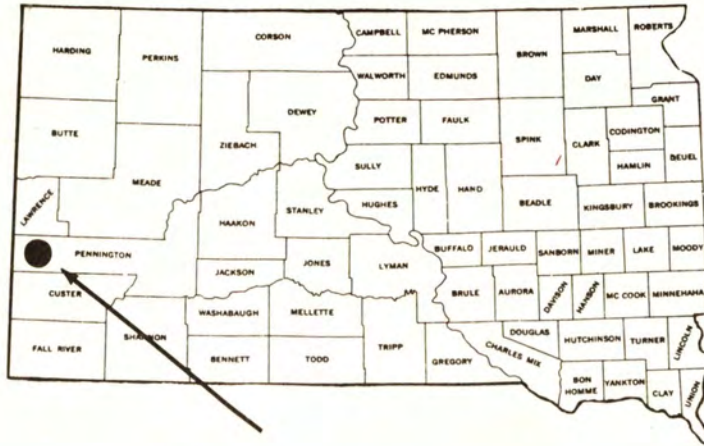 CORSON
CAMPBELL
MC PHERSON
MARSHALL
ROBERTS
HARDING
PERKINS
BROWN
WALWORTH
EDMUNDS
DAY
GRANT
BUTTE
DEWEY
POTTER
FAULK
SPINK
CODINGTON
ZIEBACH
CLARK
DEUEL
MEADE
SULLY
HYDE
HAND
HAMLIN
LAWRENCE
HAAKON
STANLEY
HUGHES
BEADLE
KINGSBURY
BROOKINGS
PENNINGTON
JONES
LYMAN
BUFFALO
JERAULD
SANBORN
MINER
LAKE
MOODY
JACKSON
CUSTER
BRULE
AURORA
DAVISON
HANSON
MC COOK
MINNEHAHA
WASHABAUGH
MELLETTE
SHANNON
DOUGLAS
HUTCHINSON
TURNER
LINCOLN
FALL RIVER
BENNETT
TODD
TRIPP
GREGORY
CHARLES MIX
BON
HOMME
YANKTON
CLAY
UNION